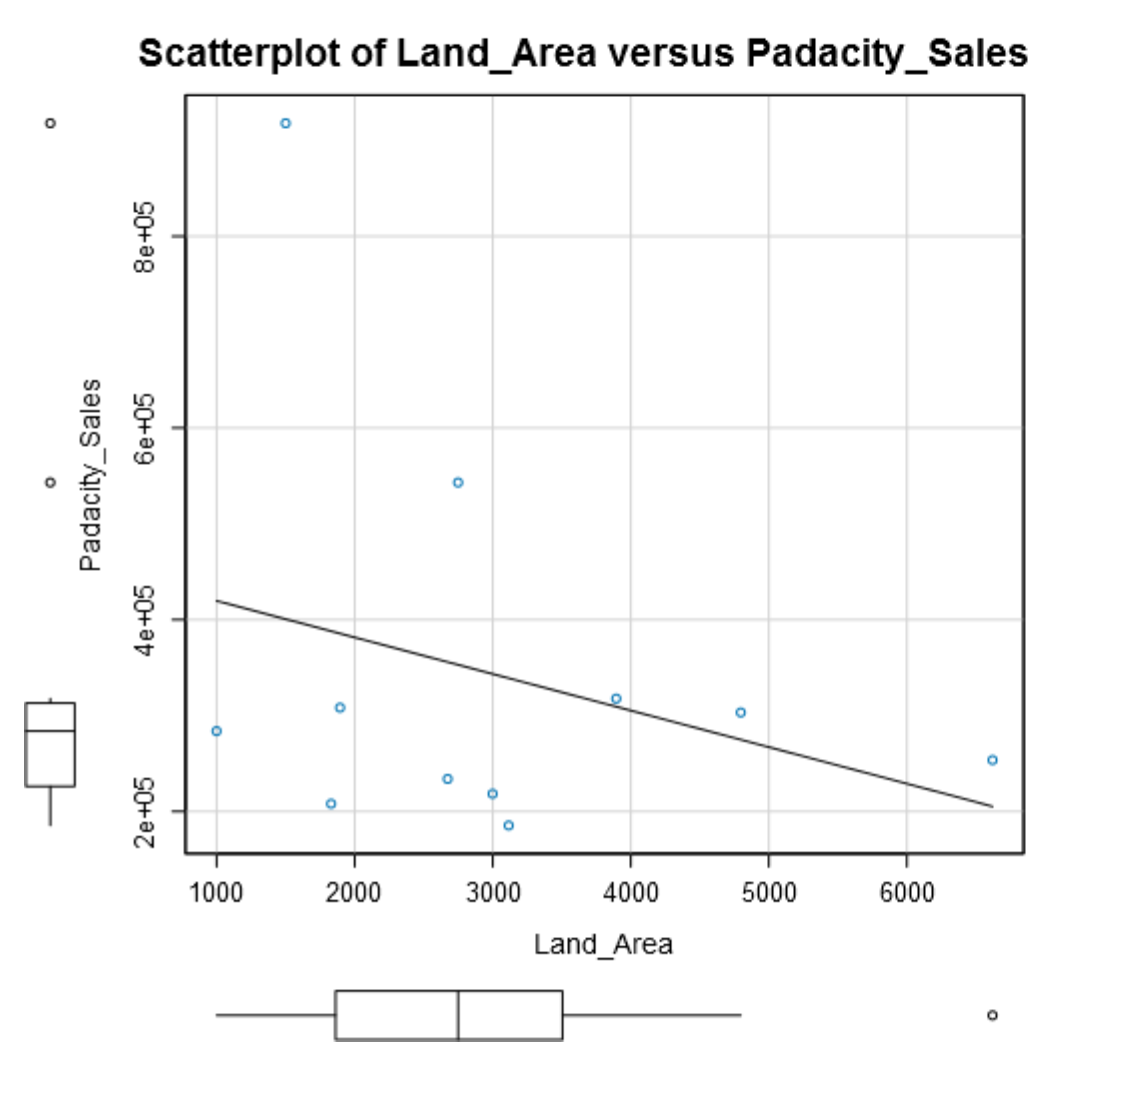 Scatterplot of Land_Area versus Padacity_Sales
Padacity_Sales
8e+05
6e+05
4e+05
2e+05
1000 2000 3000 4000 5000 6000
Land_Area